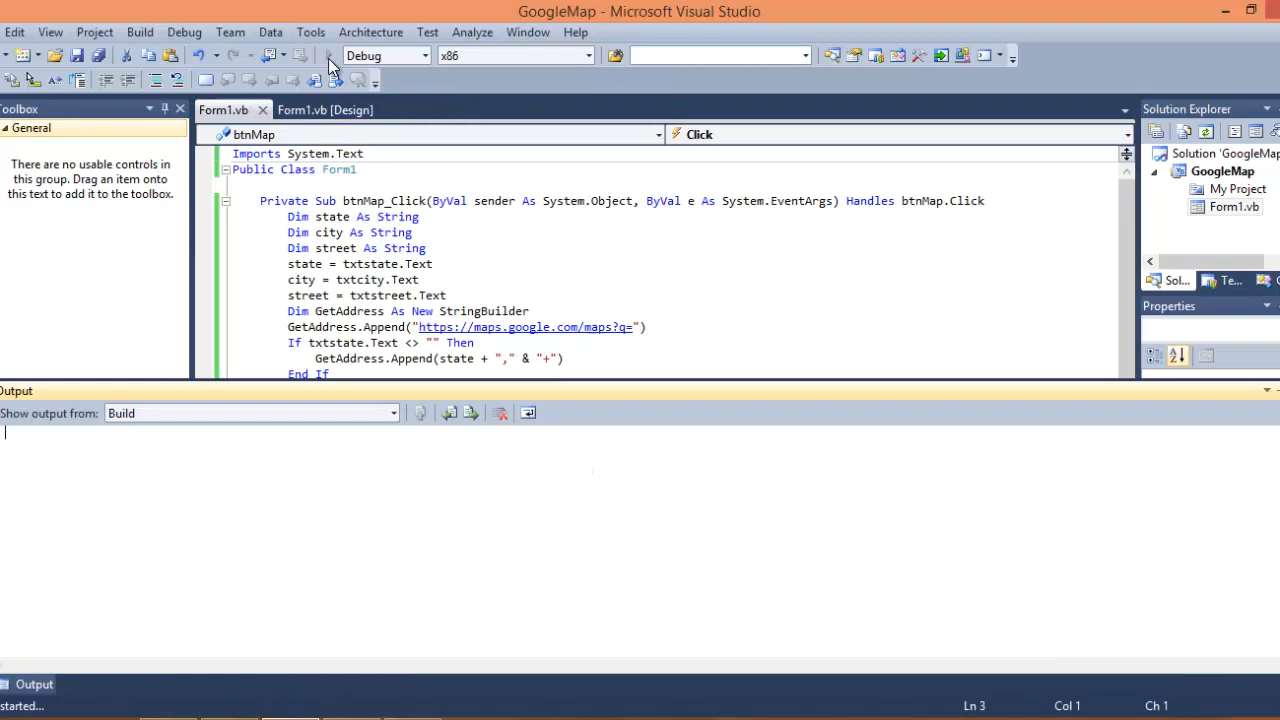 GoogleMap - Microsoft Visual Studio
Edit View Project Build Debug Team Data Tools Architecture Test Analyze Window Help
Debug x86
Toolbox
General
There are no usable controls in
this group. Drag an item onto
this text to add it to the toolbox.
Form1.vb Form1.vb [Design]
btnMap Click
Imports System.Text
Public Class Form1
Private Sub btnMap_Click(ByVal sender As System.Object, ByVal e As System.EventArgs) Handles btnMap.Click
Dim state As String
Dim city As String
Dim street As String
state = txtstate.Text
city = txtcity.Text
street = txtstreet.Text
Dim GetAddress As New StringBuilder
GetAddress.Append("https://maps.google.com/maps?q=")
If txtstate.Text <> "" Then
GetAddress.Append(state + "," & "+")
End If
Solution Explorer
Solution 'GoogleMap
GoogleMap
My Project
Form1.vb
Sol... Te...
Properties
Output
Show output from: Build
Output
started...
Ln 3 Col 1 Ch 1